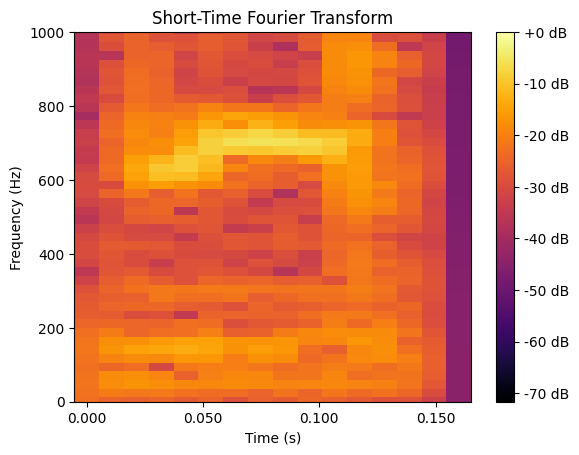 Short-Time Fourier Transform
1000
800
600
400
200
0
Frequency (Hz)
0.000
0.050
0.100
0.150
Time (s)
+0 dB
-10 dB
-20 dB
-30 dB
-40 dB
-50 dB
-60 dB
-70 dB